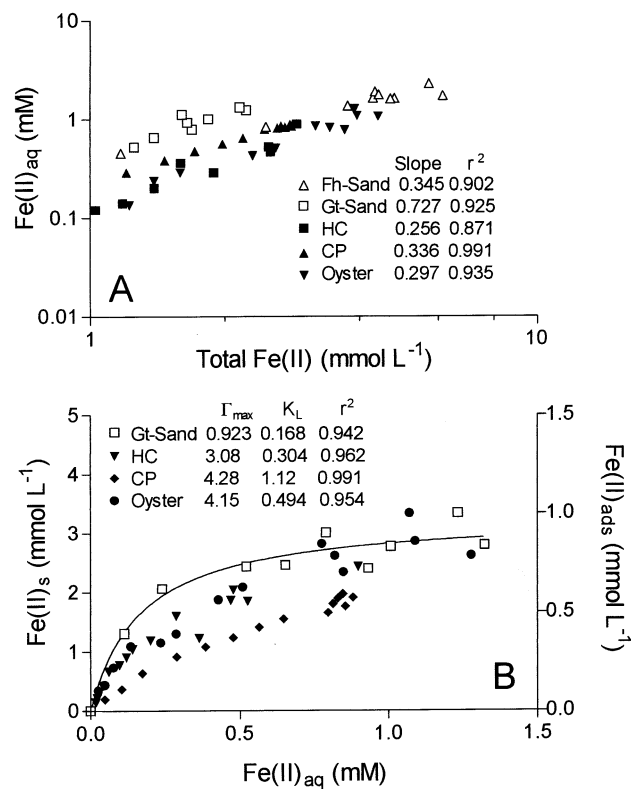 10
1
0.1
0.01
Fe(II)aq (mM)
Slope r²
Fh-Sand 0.345 0.902
Gt-Sand 0.727 0.925
HC 0.256 0.871
CP 0.336 0.991
Oyster 0.297 0.935
A
1 10
Total Fe(II) (mmol L⁻¹)
Γmax KL r²
Gt-Sand 0.923 0.168 0.942
HC 3.08 0.304 0.962
CP 4.28 1.12 0.991
Oyster 4.15 0.494 0.954
5
4
3
2
1
0
Fe(II)s (mmol L⁻¹)
1.5
1.0
0.5
0.0
Fe(II)ads (mmol L⁻¹)
B
0.0 0.5 1.0 1.5
Fe(II)aq (mM)